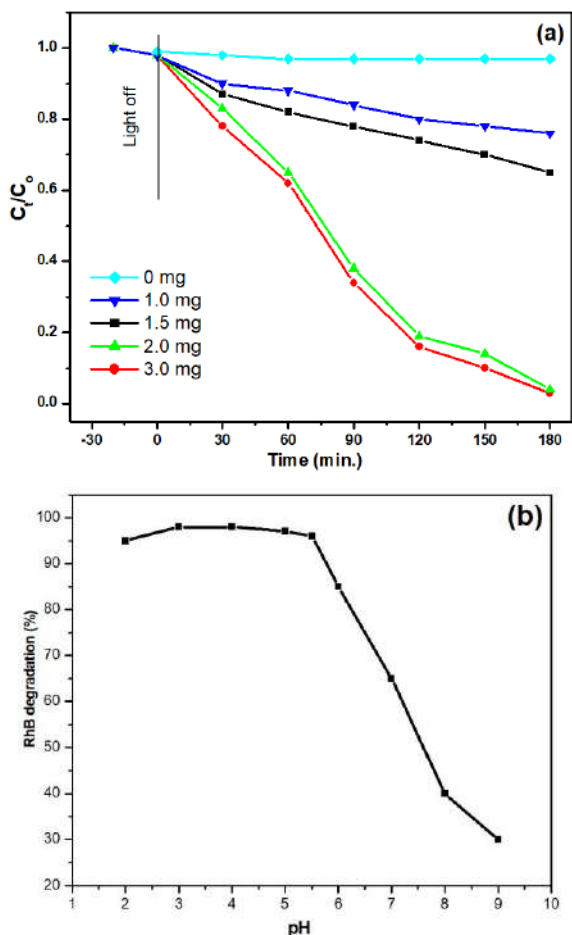 (a)
1.0
0.8
0.6
0.4
0.2
0.0
Cₜ/Cₒ
Light off
0 mg
1.0 mg
1.5 mg
2.0 mg
3.0 mg
-30 0 30 60 90 120 150 180
Time (min.)
(b)
100
90
80
70
60
50
40
30
20
RhB degradation (%)
1 2 3 4 5 6 7 8 9 10
pH